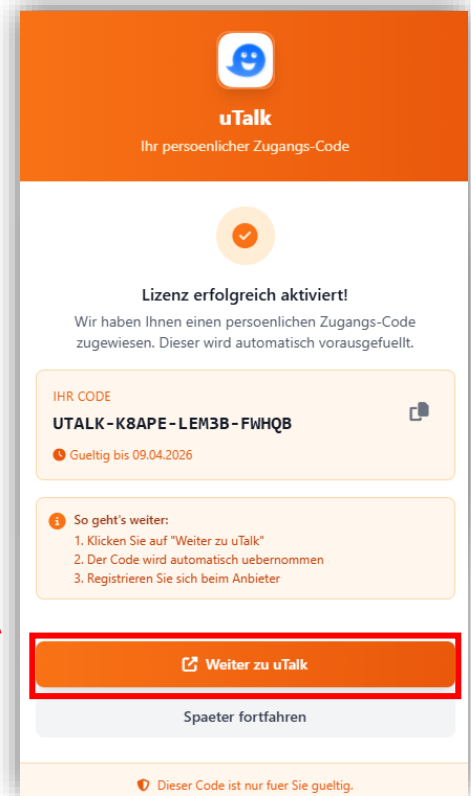 uTalk
Ihr persoenlicher Zugangs-Code
Lizenz erfolgreich aktiviert!
Wir haben Ihnen einen persoenlichen Zugangs-Code
zugewiesen. Dieser wird automatisch vorausgefuellt.
IHR CODE
UTALK-K8APE-LEM3B-FWHQB
Gueltig bis 09.04.2026
So geht's weiter:
1. Klicken Sie auf "Weiter zu uTalk"
2. Der Code wird automatisch uebernommen
3. Registrieren Sie sich beim Anbieter
Weiter zu uTalk
Spaeter fortfahren
Dieser Code ist nur fuer Sie gueltig.